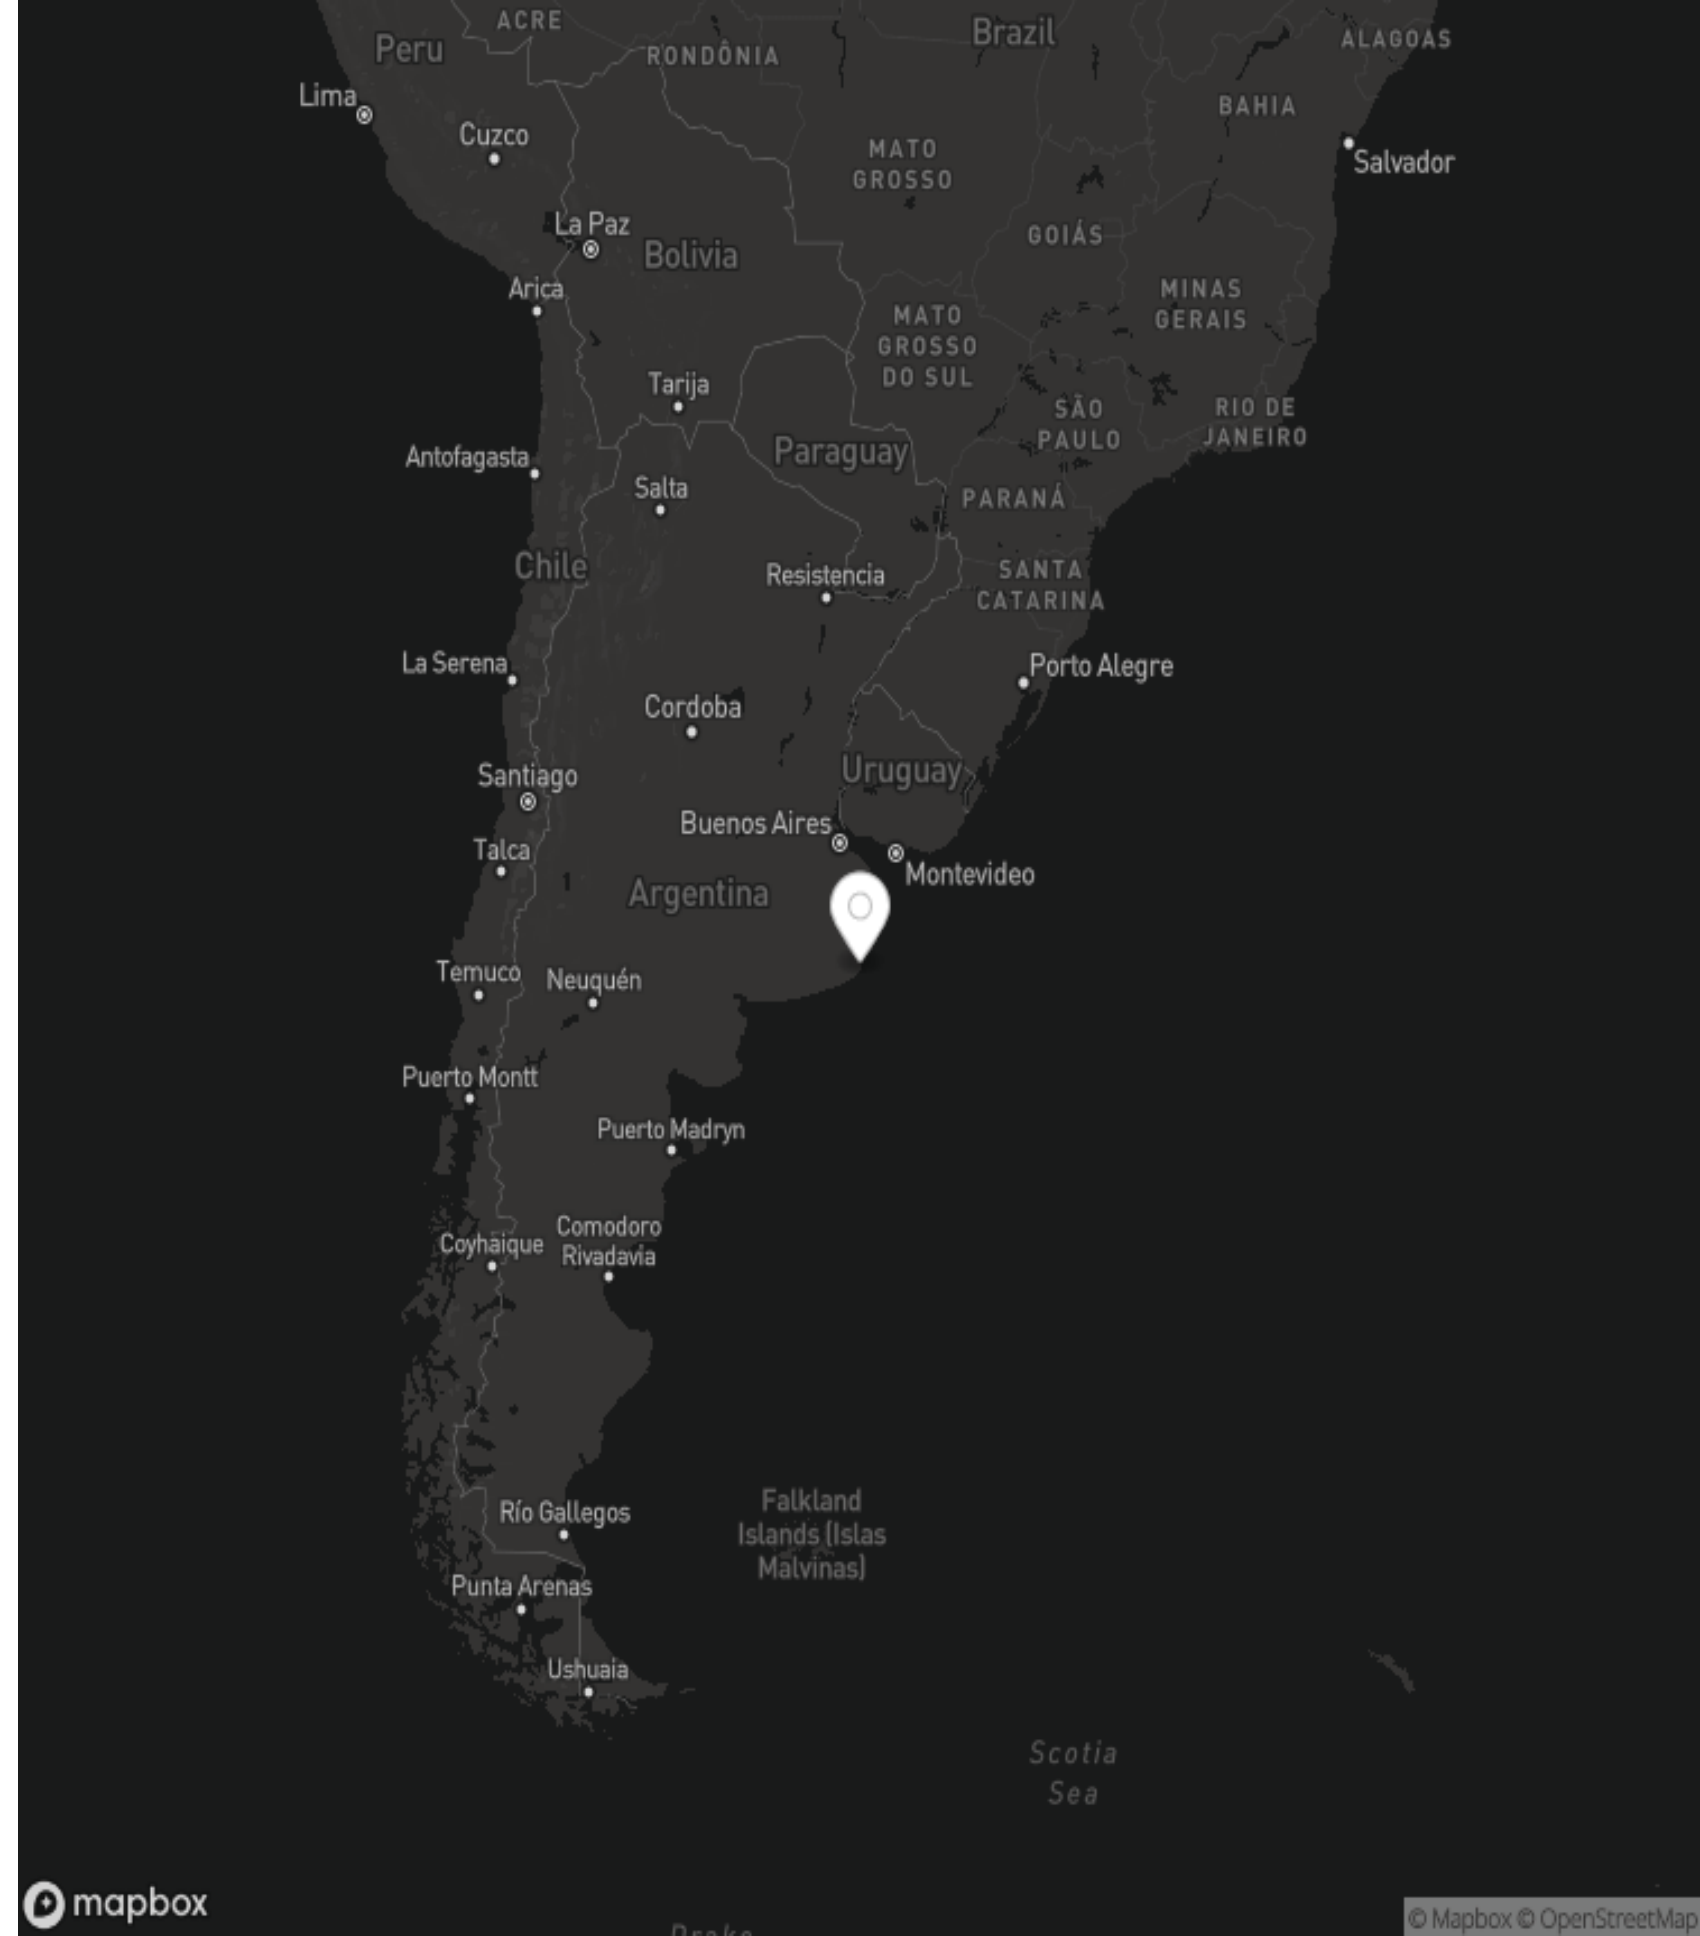 ACRE
Peru
RONDÔNIA
Brazil
ALAGOAS
Lima
BAHIA
Cuzco
MATO
GROSSO
Salvador
La Paz
Bolivia
GOIÁS
Arica
MINAS
GERAIS
MATO
GROSSO
DO SUL
Tarija
SÃO
PAULO
RIO DE
JANEIRO
Antofagasta
Paraguay
Salta
PARANÁ
Chile
Resistencia
SANTA
CATARINA
La Serena
Porto Alegre
Cordoba
Santiago
Uruguay
Buenos Aires
Talca
Montevideo
Argentina
Temuco
Neuquén
Puerto Montt
Puerto Madryn
Coyhaique
Comodoro
Rivadavia
Río Gallegos
Falkland
Islands (Islas
Malvinas)
Punta Arenas
Ushuaia
Scotia
Sea
mapbox
© Mapbox © OpenStreetMap